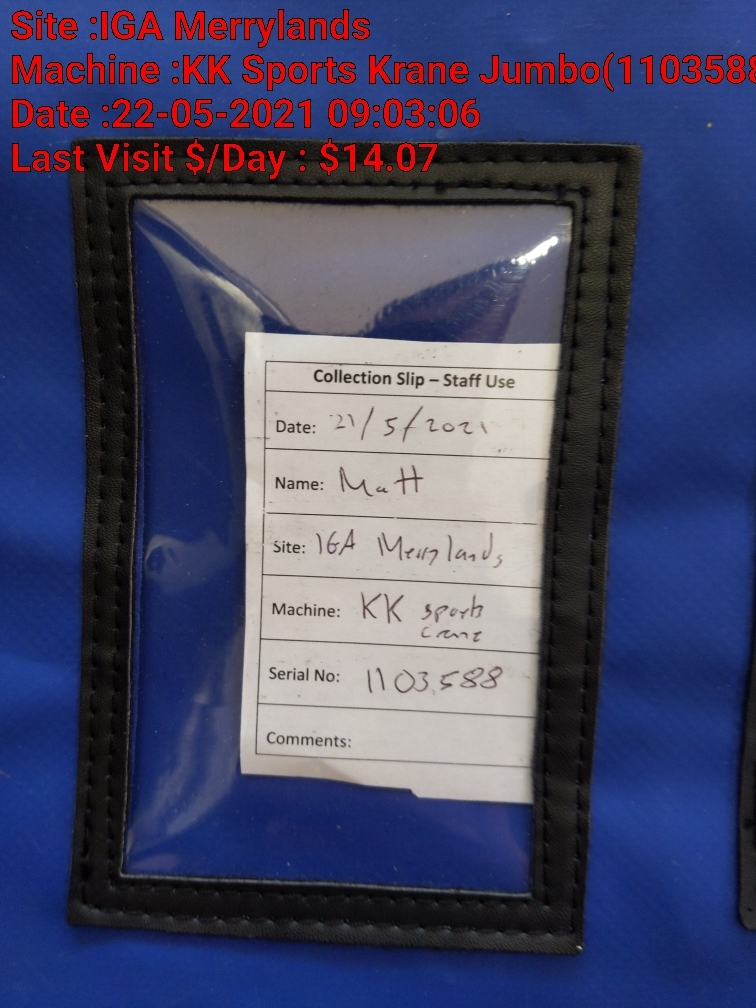 Site :IGA Merrylands
Machine :KK Sports Krane Jumbo(1103588
Date :22-05-2021 09:03:06
Last Visit $/Day : $14.07
Collection Slip – Staff Use
Date: 21/5/2021
Name: Matt
Site: IGA Merrylands
Machine: KK sports
crane
Serial No: 1103588
Comments: